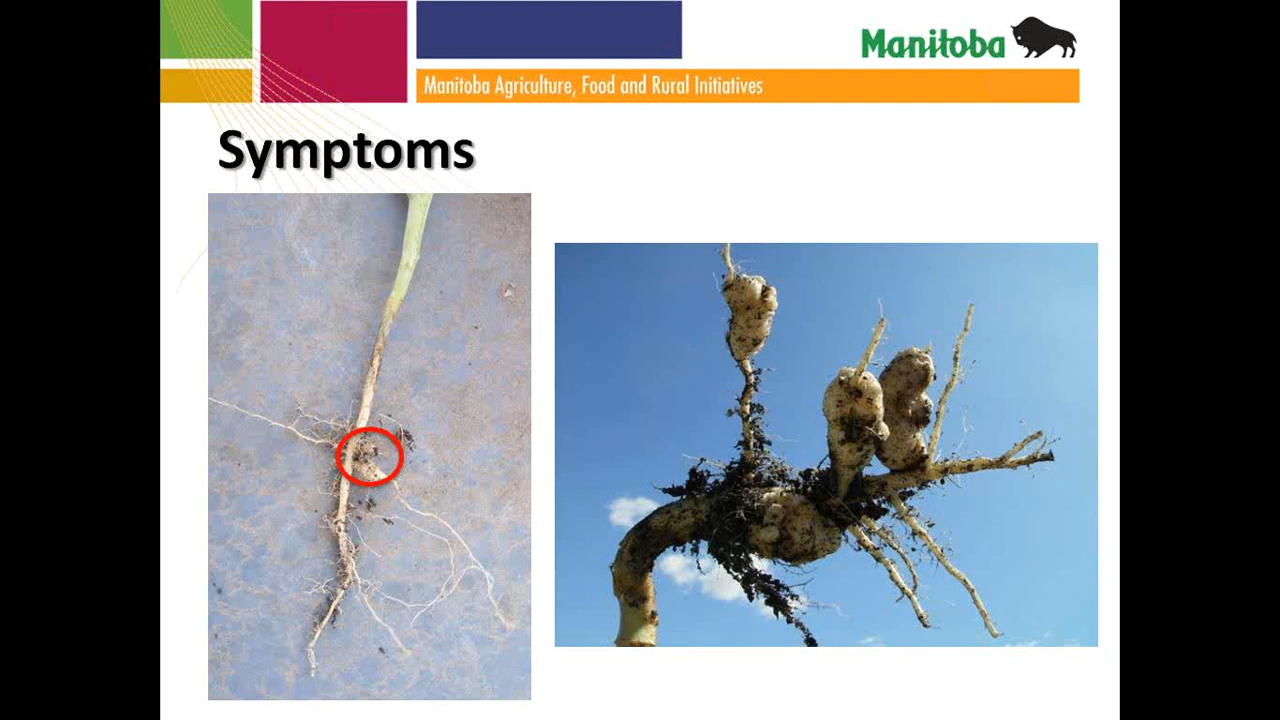 Manitoba
Manitoba Agriculture, Food and Rural Initiatives
Symptoms